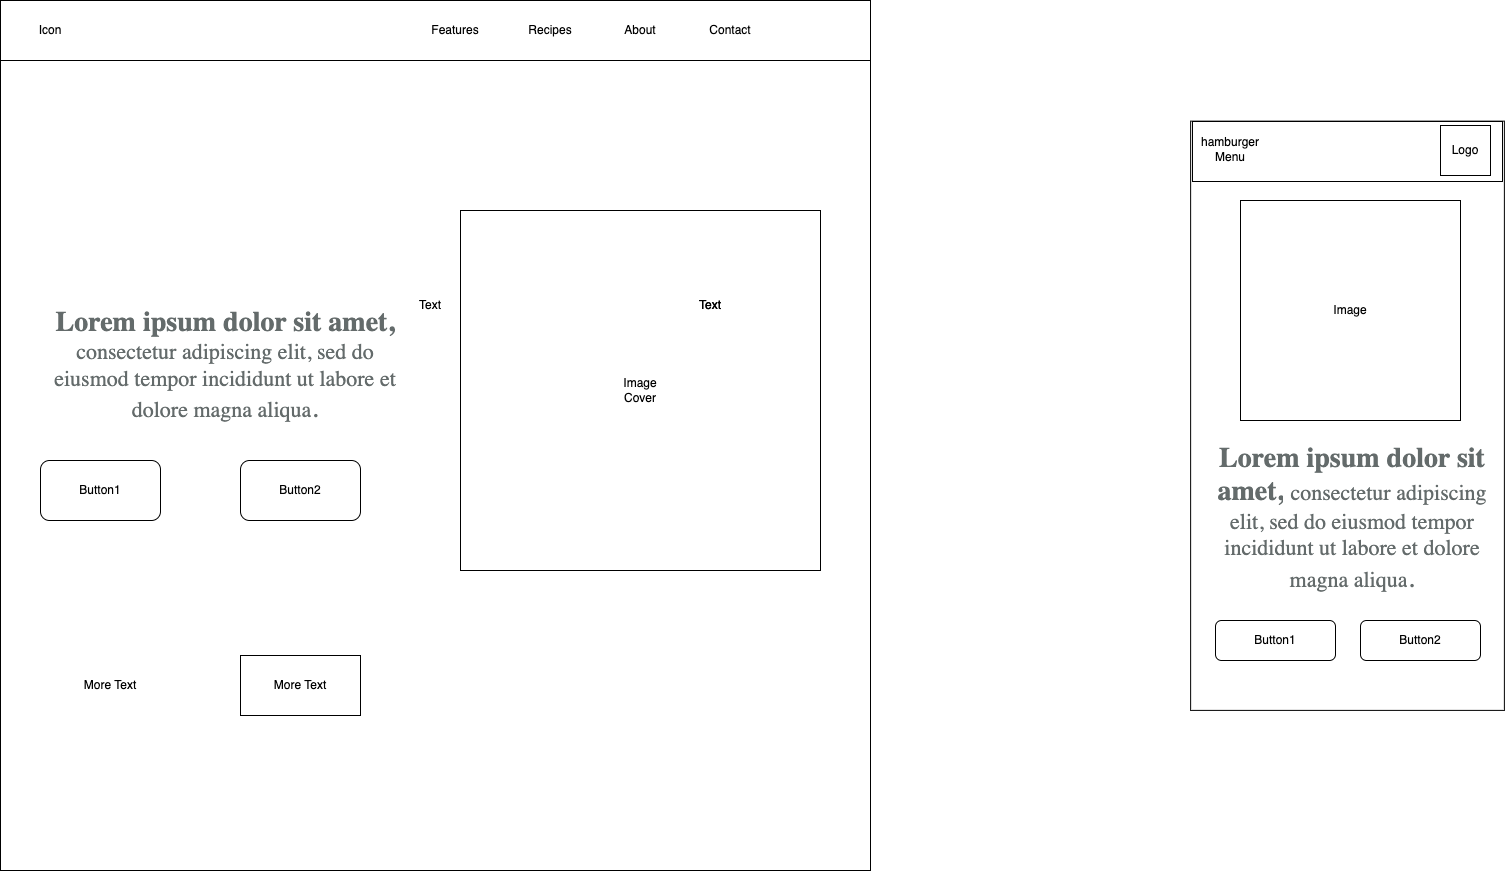 Icon
Features
Recipes
About
Contact
Text
Text
Lorem ipsum dolor sit amet,
consectetur adipiscing elit, sed do
eiusmod tempor incididunt ut labore et
dolore magna aliqua.
Image
Cover
Button1
Button2
More Text
More Text
hamburger
Menu
Logo
Image
Lorem ipsum dolor sit
amet, consectetur adipiscing
elit, sed do eiusmod tempor
incididunt ut labore et dolore
magna aliqua.
Button1
Button2